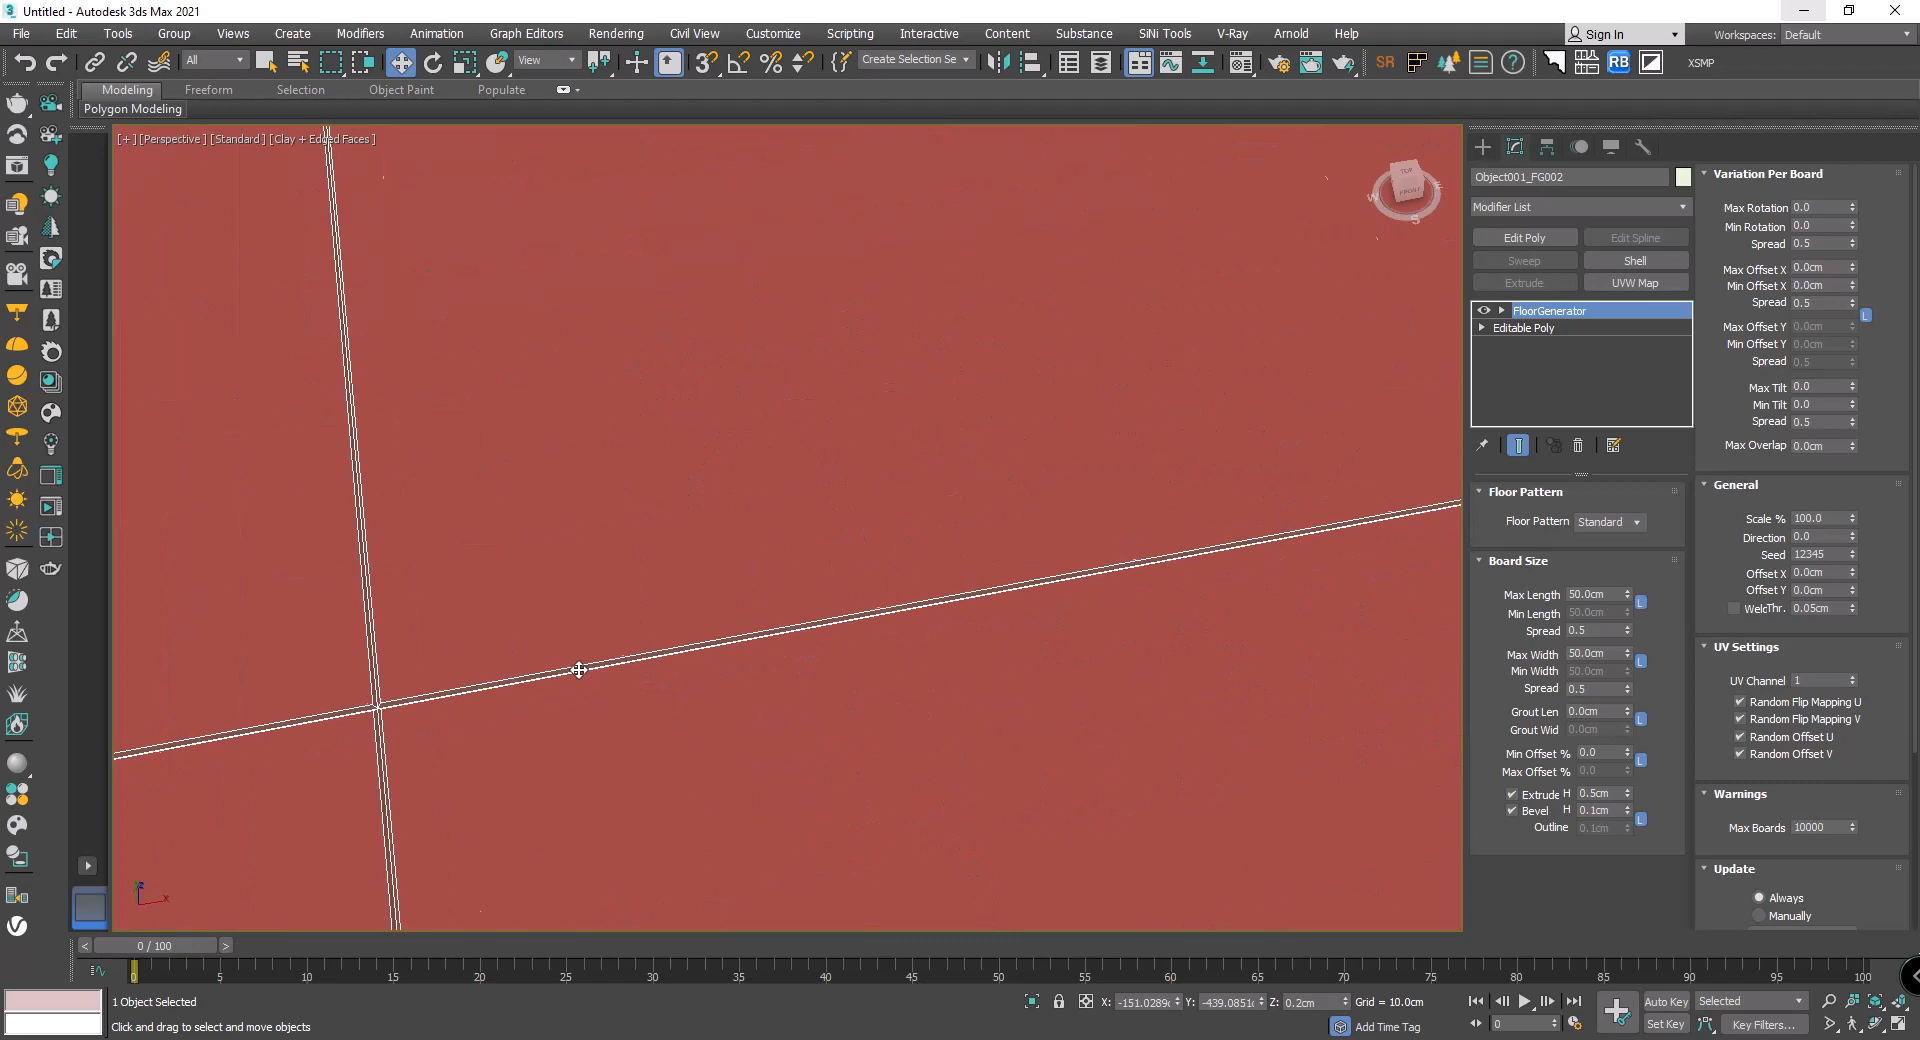 Untitled - Autodesk 3ds Max 2021
File Edit Tools Group Views Create Modifiers Animation Graph Editors Rendering Civil View Customize Scripting Interactive Content Substance SiNi Tools V-Ray Arnold Help Sign In Workspaces: Default
All View Create Selection Se SR RB XSMP
Modeling Freeform Selection Object Paint Populate
Polygon Modeling
[+] [Perspective] [Standard] [Clay + Edged Faces]
TOP
FRONT
W S E
Object001_FG002
Modifier List
Edit Poly Edit Spline
Sweep Shell
Extrude UVW Map
FloorGenerator
Editable Poly
Floor Pattern
Floor Pattern Standard
Board Size
Max Length 50.0cm L
Min Length 50.0cm
Spread 0.5
Max Width 50.0cm L
Min Width 50.0cm
Spread 0.5
Grout Len 0.0cm L
Grout Wid 0.0cm
Min Offset % 0.0 L
Max Offset % 0.0
Extrude H 0.5cm
Bevel H 0.1cm L
Outline 0.1cm
Variation Per Board
Max Rotation 0.0
Min Rotation 0.0
Spread 0.5
Max Offset X 0.0cm
Min Offset X 0.0cm
Spread 0.5 L
Max Offset Y 0.0cm
Min Offset Y 0.0cm
Spread 0.5
Max Tilt 0.0
Min Tilt 0.0
Spread 0.5
Max Overlap 0.0cm
General
Scale % 100.0
Direction 0.0
Seed 12345
Offset X 0.0cm
Offset Y 0.0cm
WeldThr. 0.05cm
UV Settings
UV Channel 1
Random Flip Mapping U
Random Flip Mapping V
Random Offset U
Random Offset V
Warnings
Max Boards 10000
Update
Always
Manually
z x
< 0 / 100 >
0 5 10 15 20 25 30 35 40 45 50 55 60 65 70 75 80 85 90 95 100
1 Object Selected X: -151.0289 Y: -439.0851 Z: 0.2cm Grid = 10.0cm Auto Key Selected
Click and drag to select and move objects Add Time Tag 0 Set Key Key Filters...